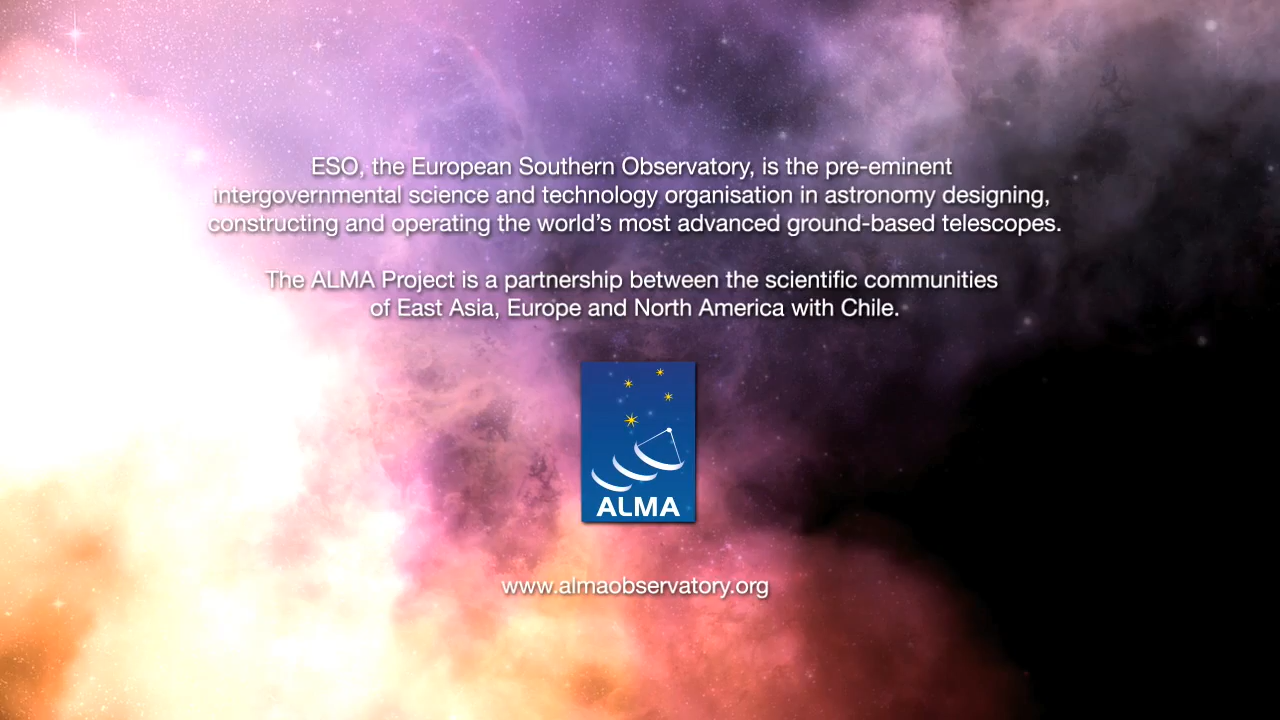 ESO, the European Southern Observatory, is the pre-eminent
intergovernmental science and technology organisation in astronomy designing,
constructing and operating the world’s most advanced ground-based telescopes.
The ALMA Project is a partnership between the scientific communities
of East Asia, Europe and North America with Chile.
ALMA
www.almaobservatory.org